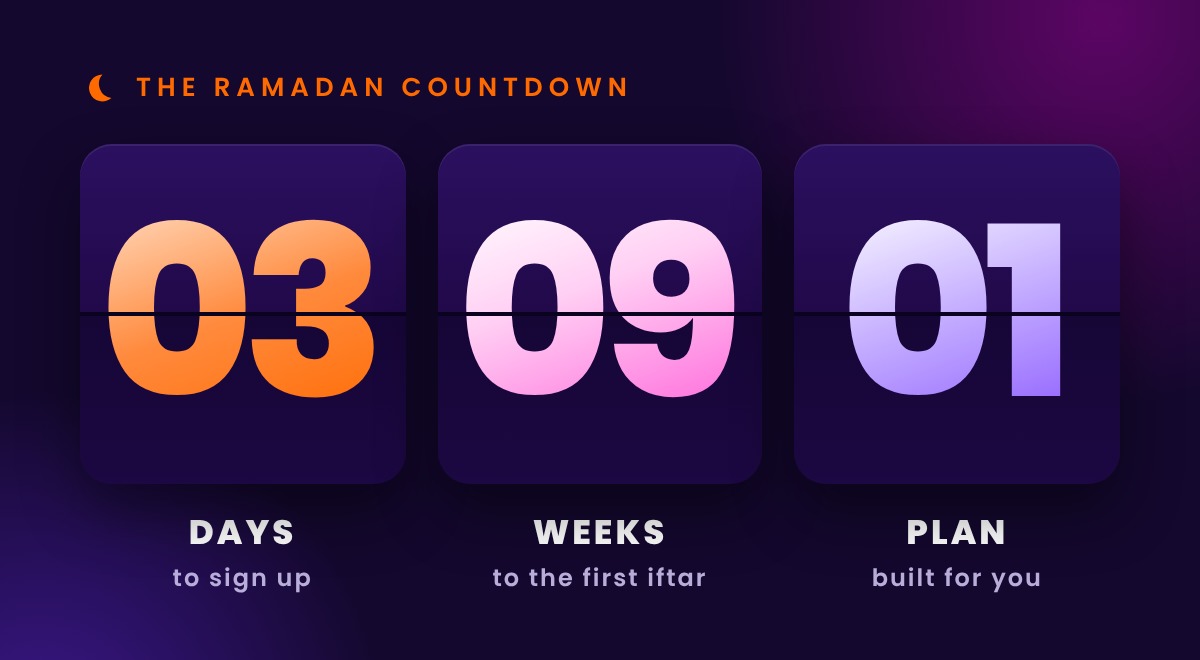 THE RAMADAN COUNTDOWN
03 09 01
DAYS WEEKS PLAN
to sign up to the first iftar built for you